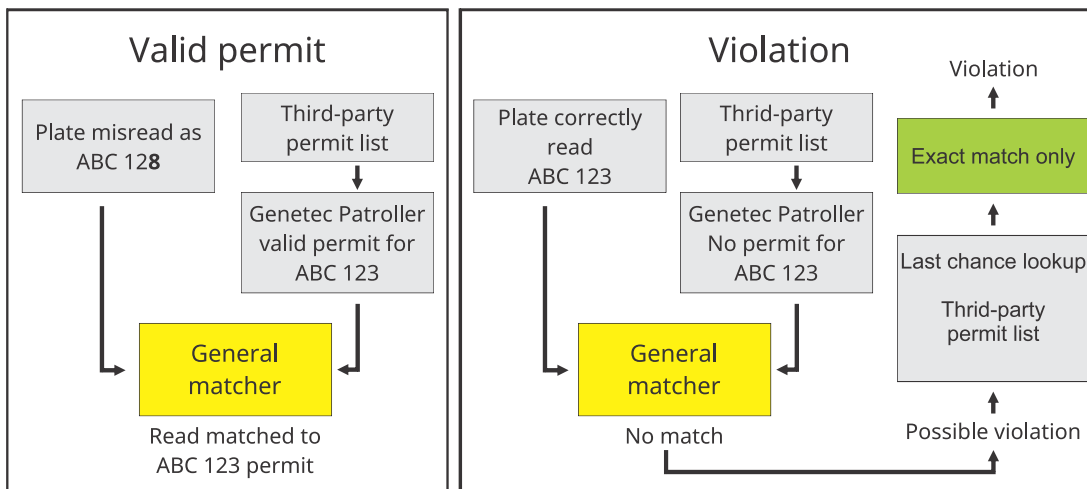 Valid permit
Plate misread as
ABC 128
Third-party
permit list
Genetec Patroller
valid permit for
ABC 123
General
matcher
Read matched to
ABC 123 permit
Violation
Plate correctly
read
ABC 123
Thrid-party
permit list
Genetec Patroller
No permit for
ABC 123
General
matcher
No match
Possible violation
Last chance lookup
Thrid-party
permit list
Exact match only
Violation